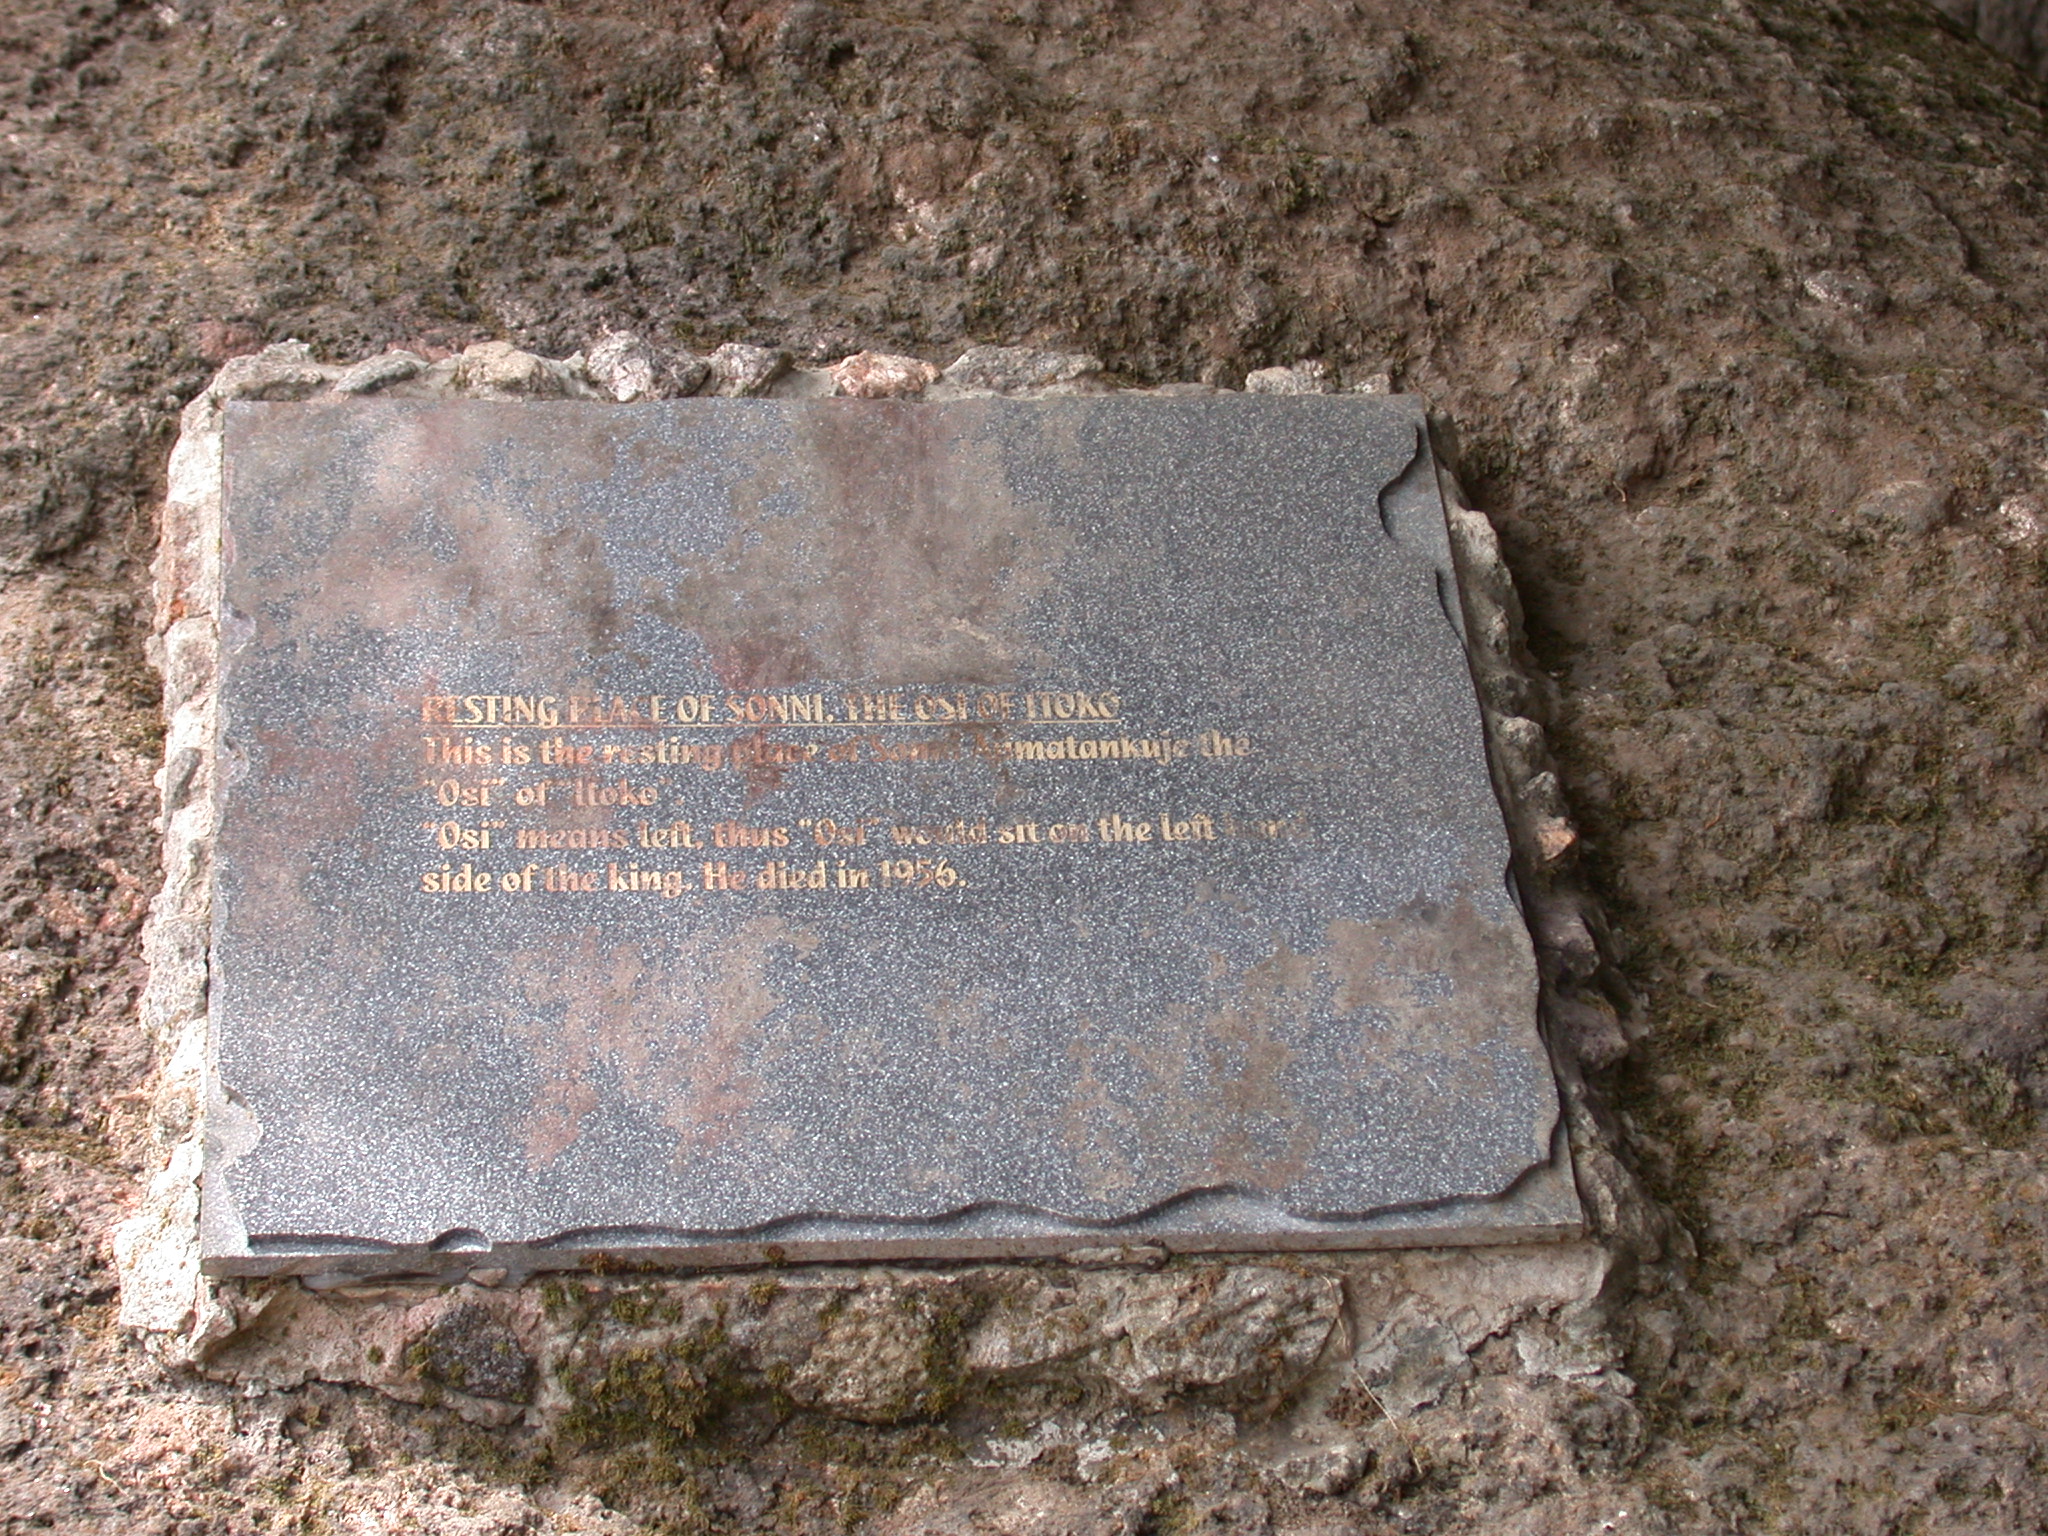 RESTING PLACE OF SONNI, THE OSI OF ITOKO
This is the resting place of Sonni the
"Osi" of "Itoko".
"Osi" means left, thus "Osi" would sit on the left hand
side of the king. He died in 1956.